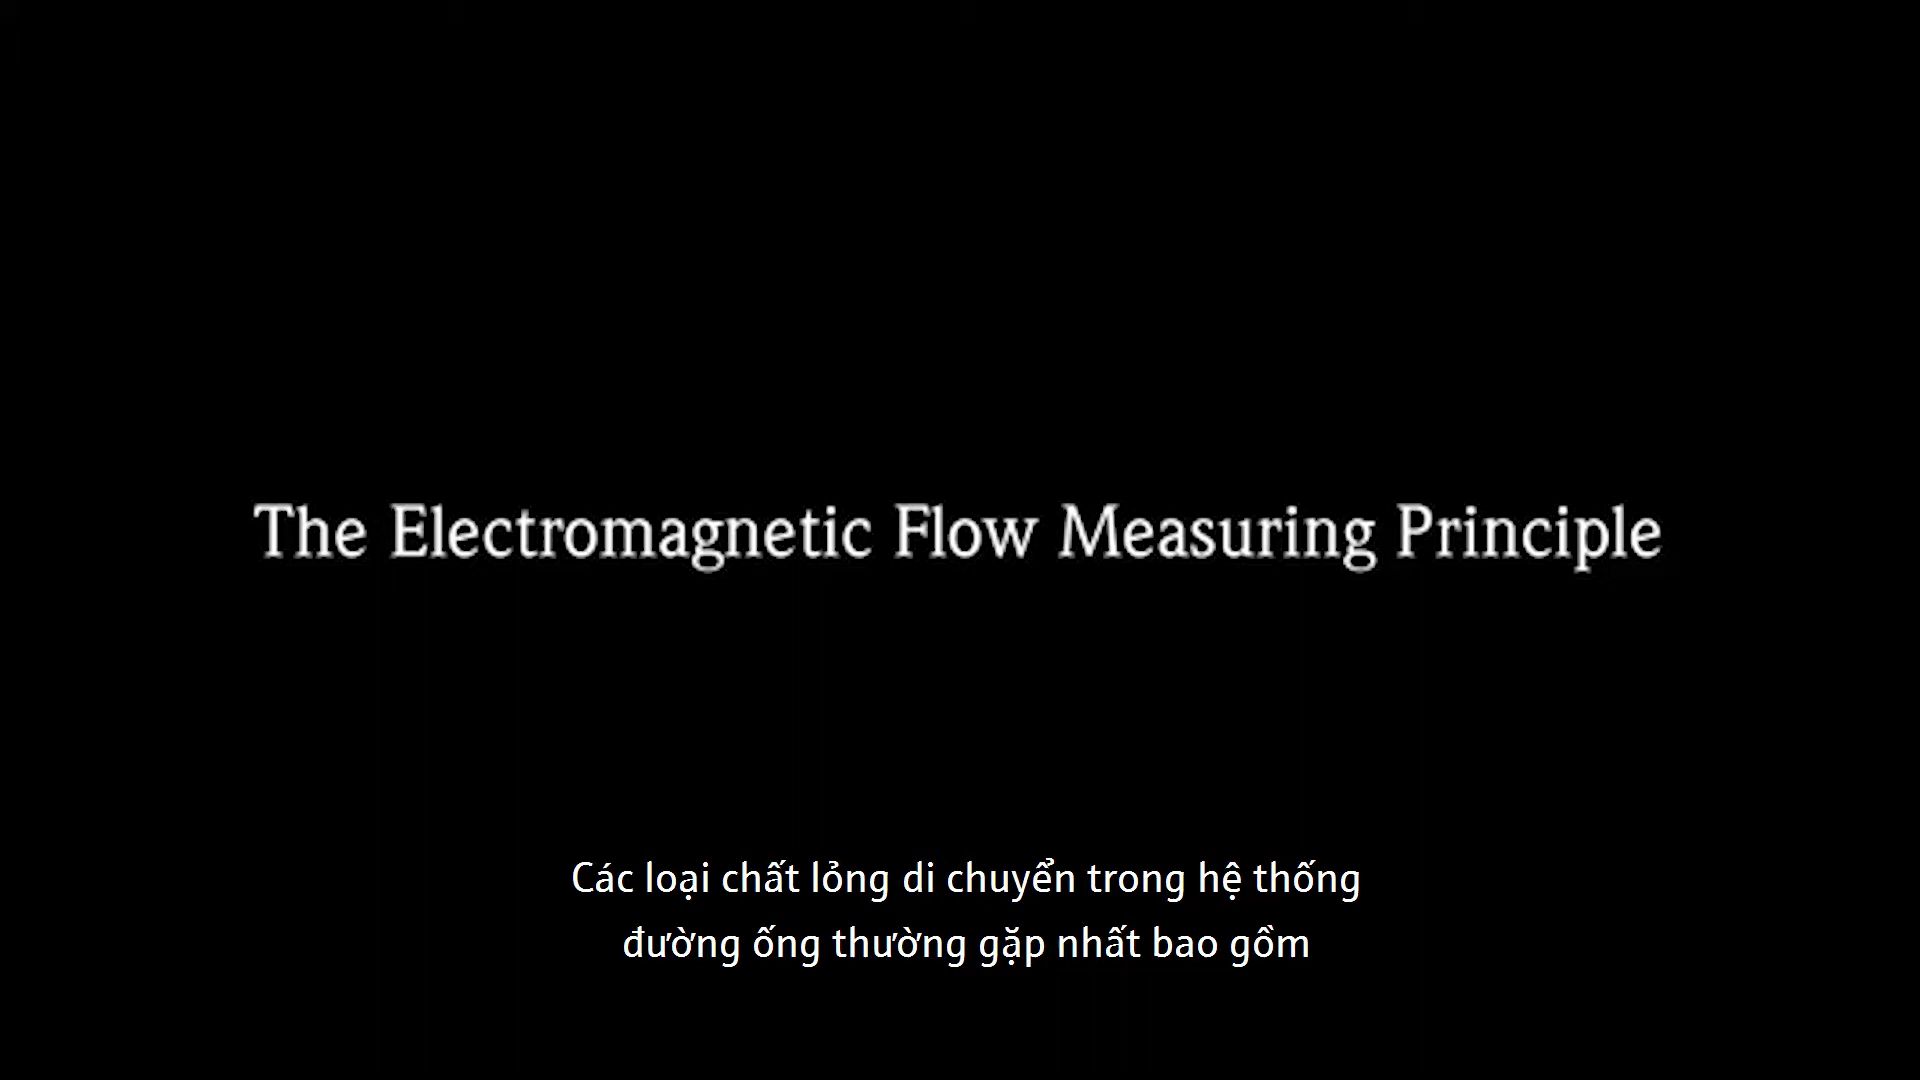 The Electromagnetic Flow Measuring Principle
Các loại chất lỏng di chuyển trong hệ thống
đường ống thường gặp nhất bao gồm